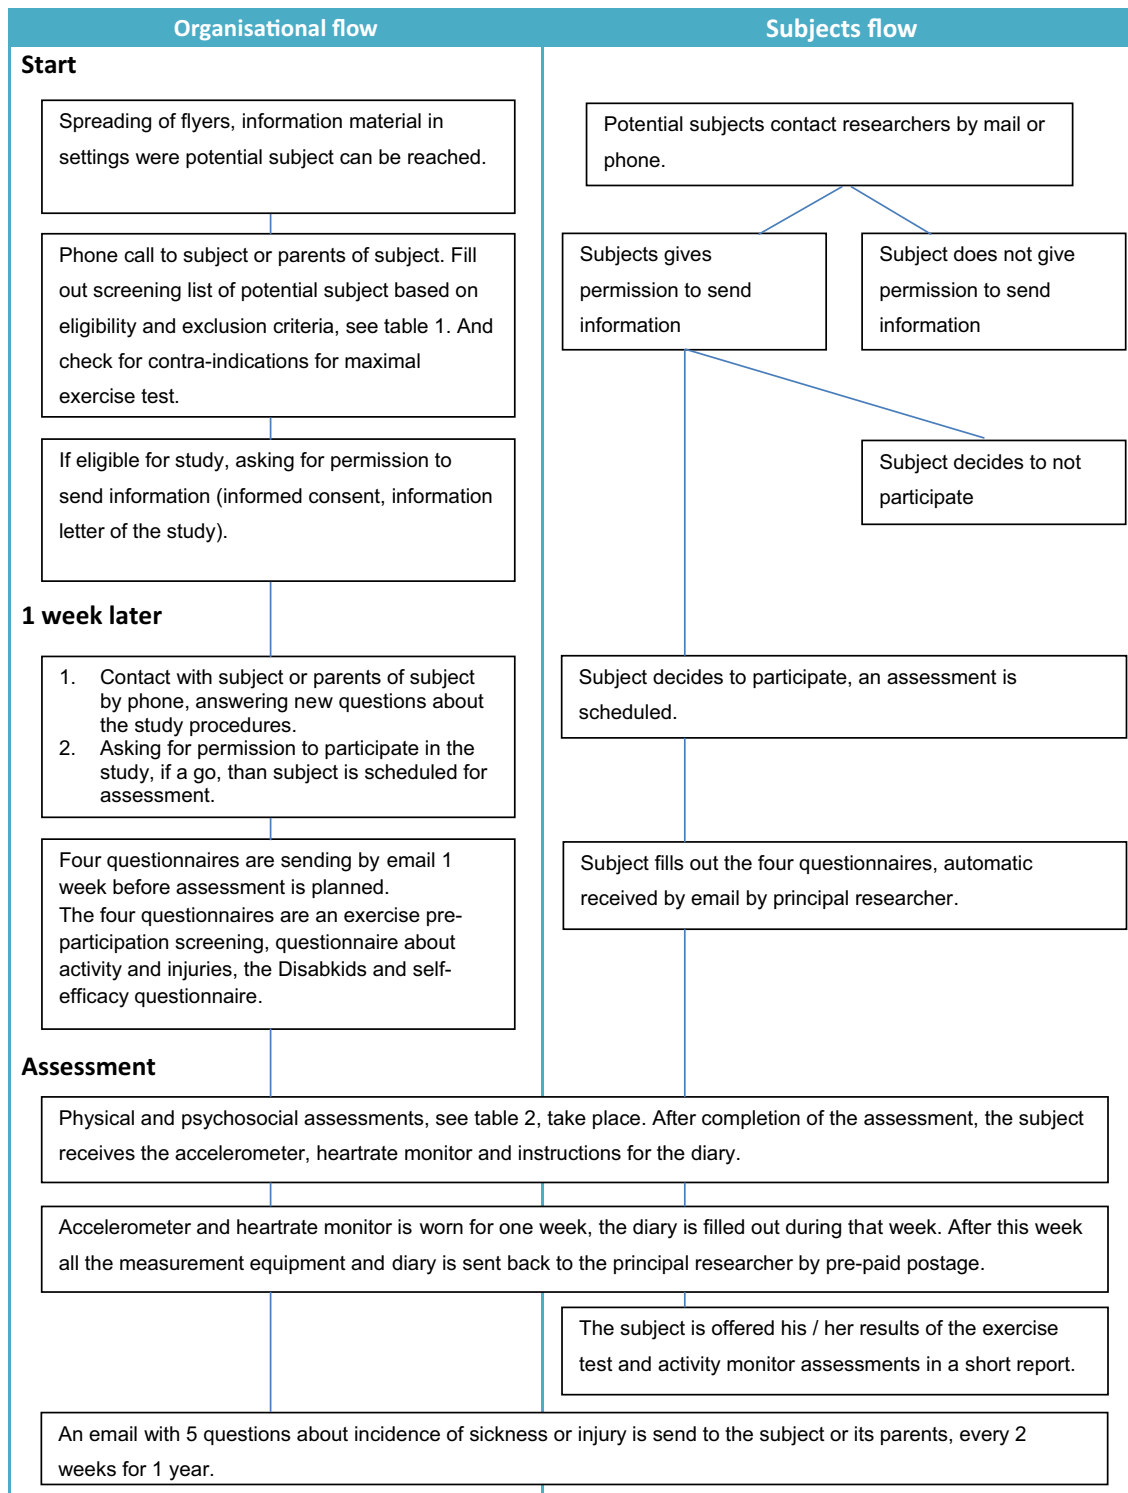 Organisational flow
Subjects flow
Start
Spreading of flyers, information material in
settings were potential subject can be reached.
Potential subjects contact researchers by mail or
phone.
Phone call to subject or parents of subject. Fill
out screening list of potential subject based on
eligibility and exclusion criteria, see table 1. And
check for contra-indications for maximal
exercise test.
Subjects gives
permission to send
information
Subject does not give
permission to send
information
If eligible for study, asking for permission to
send information (informed consent, information
letter of the study).
Subject decides to not
participate
1 week later
1. Contact with subject or parents of subject
by phone, answering new questions about
the study procedures.
2. Asking for permission to participate in the
study, if a go, than subject is scheduled for
assessment.
Subject decides to participate, an assessment is
scheduled.
Four questionnaires are sending by email 1
week before assessment is planned.
The four questionnaires are an exercise pre-
participation screening, questionnaire about
activity and injuries, the Disabkids and self-
efficacy questionnaire.
Subject fills out the four questionnaires, automatic
received by email by principal researcher.
Assessment
Physical and psychosocial assessments, see table 2, take place. After completion of the assessment, the subject
receives the accelerometer, heartrate monitor and instructions for the diary.
Accelerometer and heartrate monitor is worn for one week, the diary is filled out during that week. After this week
all the measurement equipment and diary is sent back to the principal researcher by pre-paid postage.
The subject is offered his / her results of the exercise
test and activity monitor assessments in a short report.
An email with 5 questions about incidence of sickness or injury is send to the subject or its parents, every 2
weeks for 1 year.